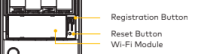 Registration Button
Reset Button
Wi-Fi Module